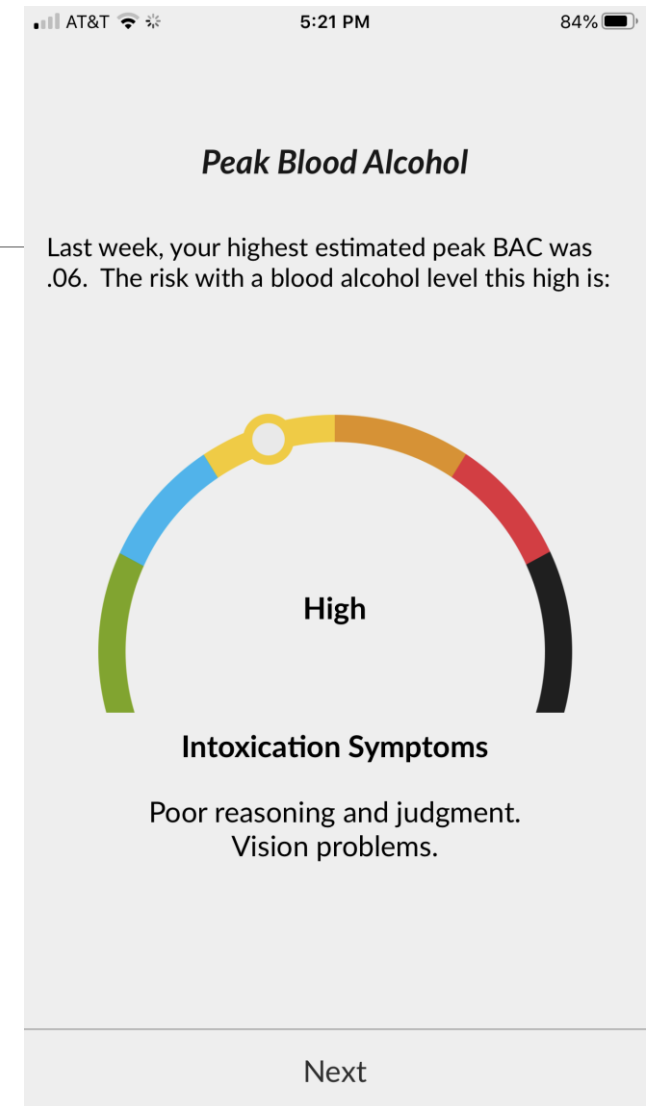 AT&T 5:21 PM 84%
Peak Blood Alcohol
Last week, your highest estimated peak BAC was
.06.  The risk with a blood alcohol level this high is:
High
Intoxication Symptoms
Poor reasoning and judgment.
Vision problems.
Next